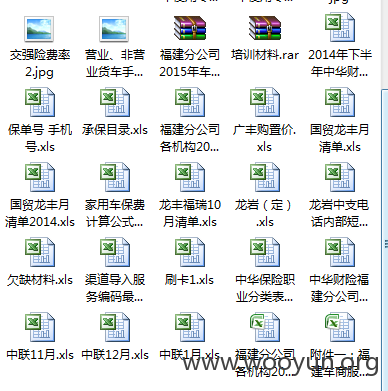 jpg
交强险费率
2.jpg
营业、非营
业货车手...
福建分公司
2015年车...
培训材料.rar
2014年下半
年中华财...
保单号 手机
号.xls
承保目录.xls
福建分公司
各机构20...
广丰购置价.
xls
国贸龙丰月
清单.xls
国贸龙丰月
清单2014.xls
家用车保费
计算公式...
龙丰福瑞10
月清单.xls
龙岩（定）
.xls
龙岩中支电
话内部短...
欠缺材料.xls
渠道导入服
务编码最...
刷卡1.xls
中华保险职
业分类表...
中华财险福
建分公司...
中联11月.xls
中联12月.xls
中联1月.xls
福建分公司
各机构20...
附件一：福
建车商服...
www.wooyun.org